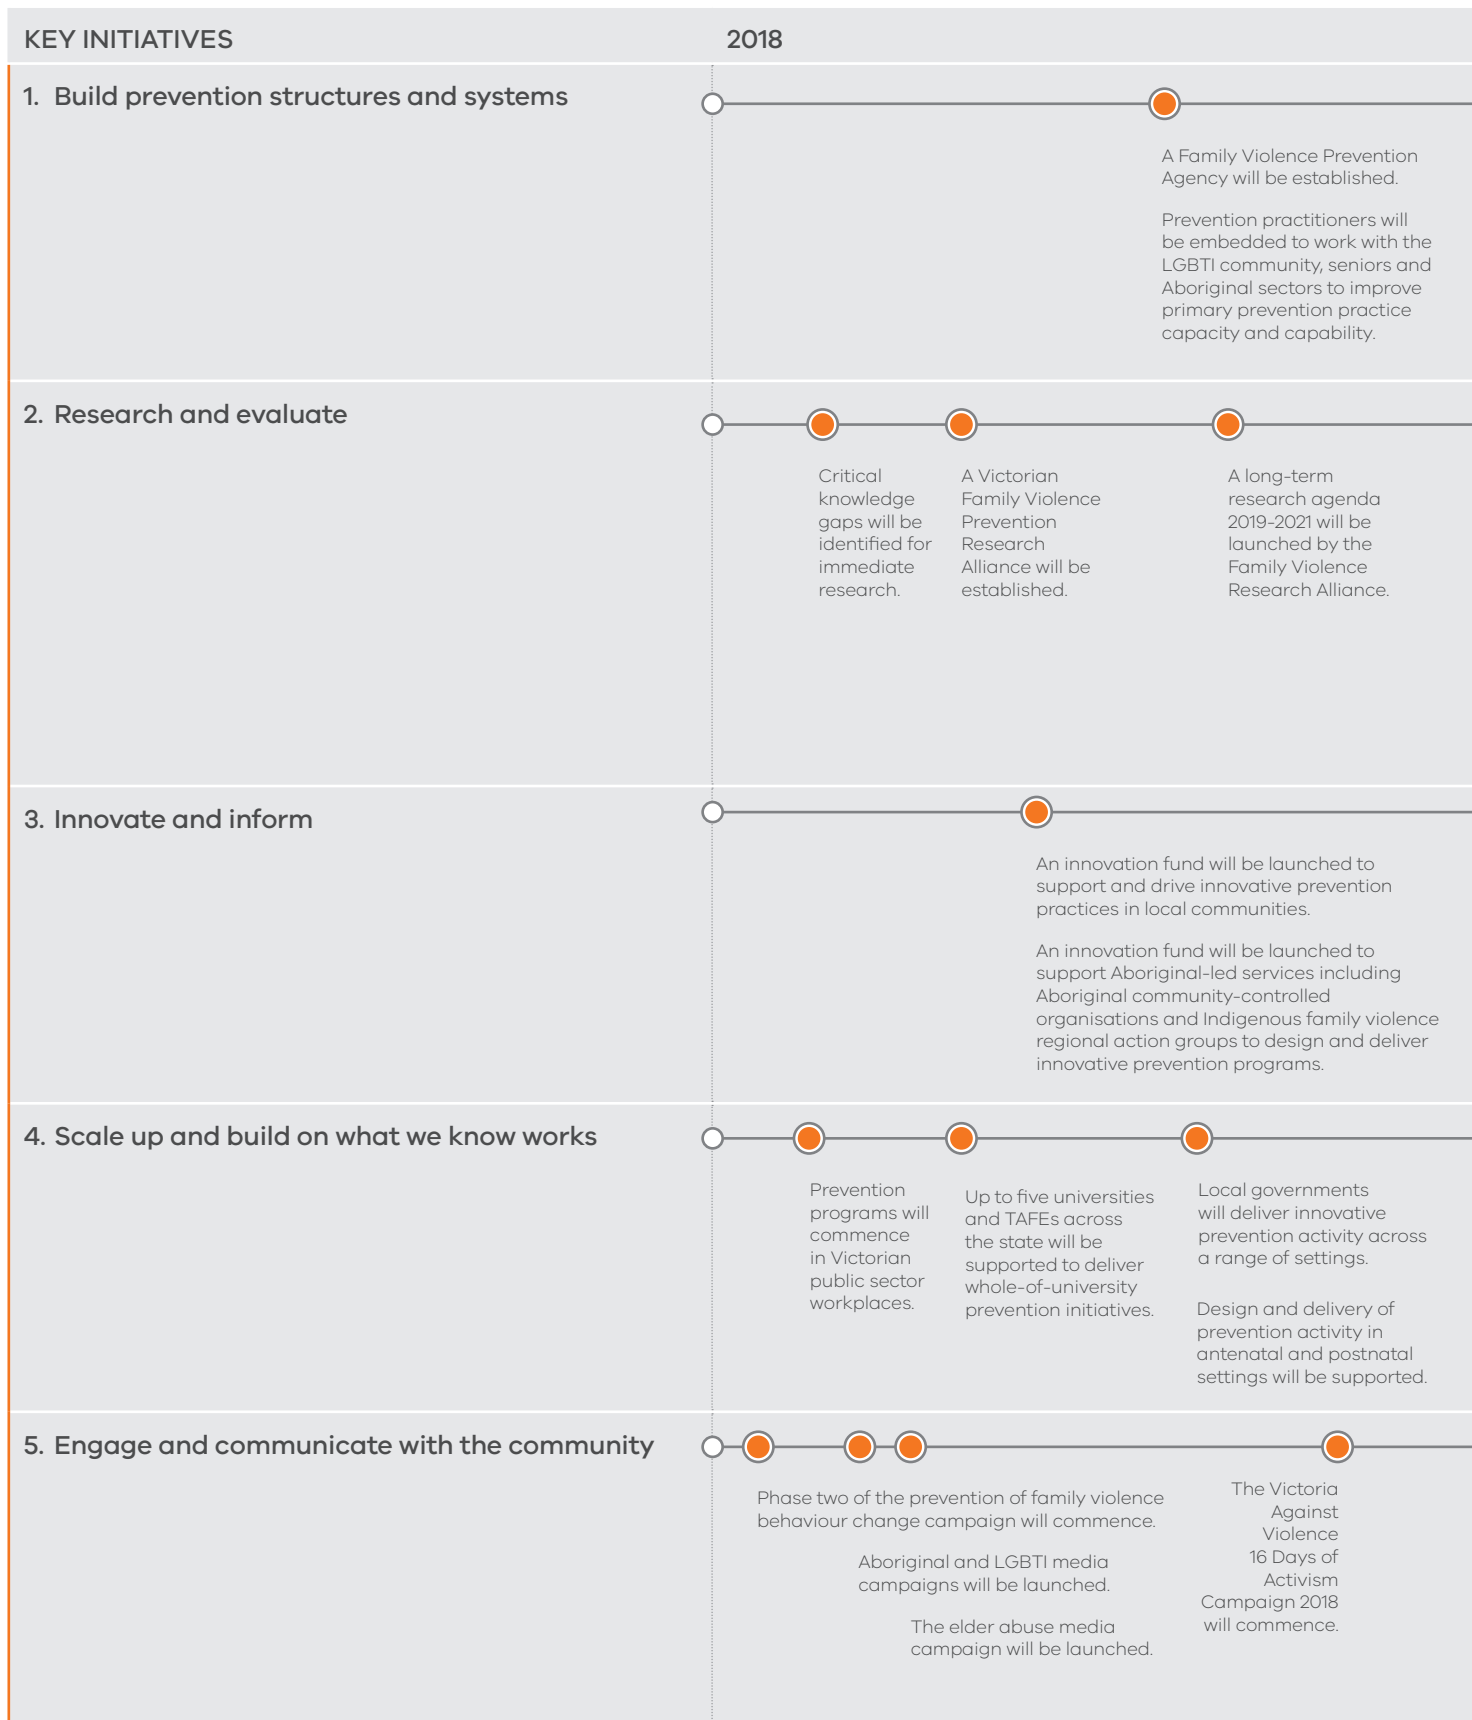 KEY INITIATIVES
2018
1. Build prevention structures and systems
A Family Violence Prevention
Agency will be established.
Prevention practitioners will
be embedded to work with the
LGBTI community, seniors and
Aboriginal sectors to improve
primary prevention practice
capacity and capability.
2. Research and evaluate
Critical
knowledge
gaps will be
identified for
immediate
research.
A Victorian
Family Violence
Prevention
Research
Alliance will be
established.
A long-term
research agenda
2019-2021 will be
launched by the
Family Violence
Research Alliance.
3. Innovate and inform
An innovation fund will be launched to
support and drive innovative prevention
practices in local communities.
An innovation fund will be launched to
support Aboriginal-led services including
Aboriginal community-controlled
organisations and Indigenous family violence
regional action groups to design and deliver
innovative prevention programs.
4. Scale up and build on what we know works
Prevention
programs will
commence
in Victorian
public sector
workplaces.
Up to five universities
and TAFEs across
the state will be
supported to deliver
whole-of-university
prevention initiatives.
Local governments
will deliver innovative
prevention activity across
a range of settings.
Design and delivery of
prevention activity in
antenatal and postnatal
settings will be supported.
5. Engage and communicate with the community
Phase two of the prevention of family violence
behaviour change campaign will commence.
Aboriginal and LGBTI media
campaigns will be launched.
The elder abuse media
campaign will be launched.
The Victoria
Against
Violence
16 Days of
Activism
Campaign 2018
will commence.